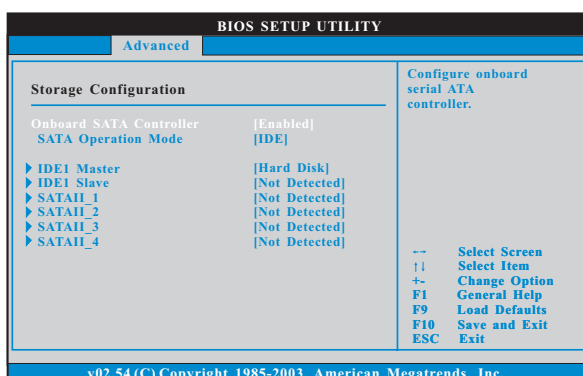 BIOS SETUP UTILITY
Advanced
Storage Configuration
Onboard SATA Controller [Enabled]
SATA Operation Mode [IDE]
IDE1 Master [Hard Disk]
IDE1 Slave [Not Detected]
SATAII_1 [Not Detected]
SATAII_2 [Not Detected]
SATAII_3 [Not Detected]
SATAII_4 [Not Detected]
Configure onboard
serial ATA
controller.
←→ Select Screen
↑↓ Select Item
+- Change Option
F1 General Help
F9 Load Defaults
F10 Save and Exit
ESC Exit
v02.54 (C) Copyright 1985-2003, American Megatrends, Inc.